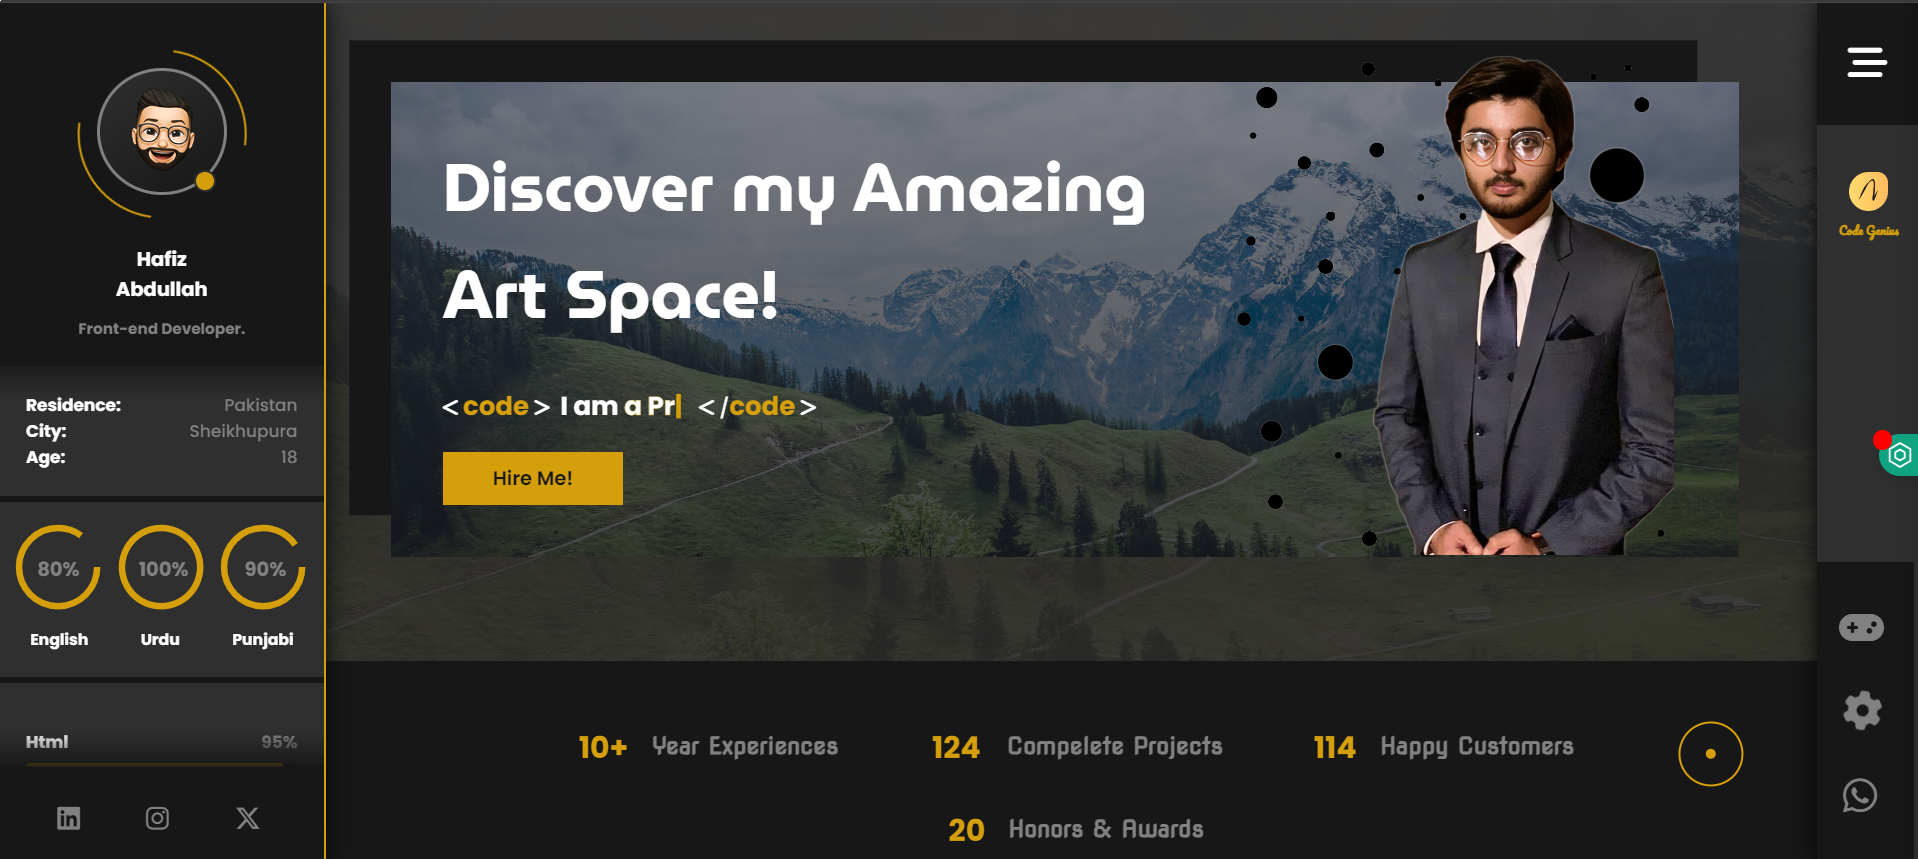 Hafiz
Abdullah
Front-end Developer.
Residence: Pakistan
City: Sheikhupura
Age: 18
80% 100% 90%
English Urdu Punjabi
Html 95%
Discover my Amazing
Art Space!
< code > I am a Pr| </code >
Hire Me!
10+ Year Experiences
124 Compelete Projects
114 Happy Customers
20 Honors & Awards
Code Genius